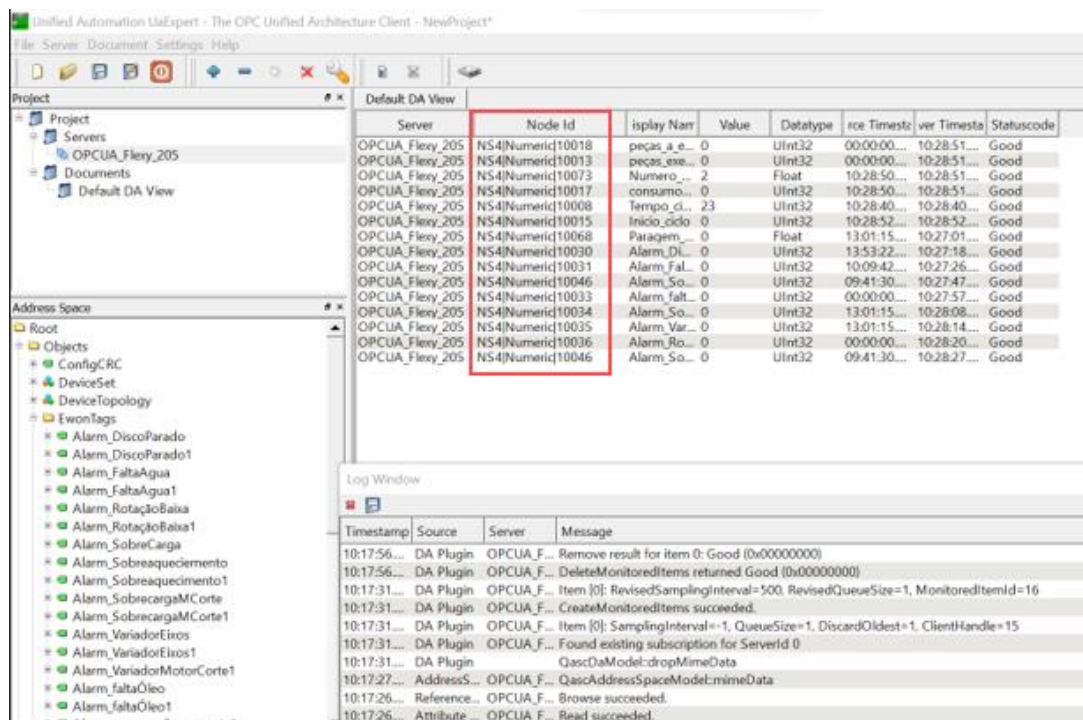 Unified Automation UaExpert - The OPC Unified Architecture Client - NewProject*
File Server Document Settings Help
Project
Project
Servers
OPCUA_Flexy_205
Documents
Default DA View
Default DA View
Server Node Id isplay Nam Value Datatype rce Timesta ver Timesta Statuscode
OPCUA_Flexy_205 NS4|Numeric|10018 peças_a_e... 0 UInt32 00:00:00.... 10:28:51.... Good
OPCUA_Flexy_205 NS4|Numeric|10013 peças_exe... 0 UInt32 00:00:00.... 10:28:51.... Good
OPCUA_Flexy_205 NS4|Numeric|10073 Numero_... 2 Float 10:28:50.... 10:28:51.... Good
OPCUA_Flexy_205 NS4|Numeric|10017 consumo... 0 UInt32 10:28:50.... 10:28:51.... Good
OPCUA_Flexy_205 NS4|Numeric|10008 Tempo_ci... 23 UInt32 10:28:40.... 10:28:40.... Good
OPCUA_Flexy_205 NS4|Numeric|10015 Inicio_ciclo 0 UInt32 10:28:52.... 10:28:52.... Good
OPCUA_Flexy_205 NS4|Numeric|10068 Paragem_... 0 Float 13:01:15.... 10:27:01.... Good
OPCUA_Flexy_205 NS4|Numeric|10030 Alarm_Di... 0 UInt32 13:53:22.... 10:27:18.... Good
OPCUA_Flexy_205 NS4|Numeric|10031 Alarm_Fal... 0 UInt32 10:09:42.... 10:27:26.... Good
OPCUA_Flexy_205 NS4|Numeric|10046 Alarm_So... 0 UInt32 09:41:30.... 10:27:47.... Good
OPCUA_Flexy_205 NS4|Numeric|10033 Alarm_falt... 0 UInt32 00:00:00.... 10:27:57.... Good
OPCUA_Flexy_205 NS4|Numeric|10034 Alarm_So... 0 UInt32 13:01:15.... 10:28:08.... Good
OPCUA_Flexy_205 NS4|Numeric|10035 Alarm_Var... 0 UInt32 13:01:15.... 10:28:14.... Good
OPCUA_Flexy_205 NS4|Numeric|10036 Alarm_Ro... 0 UInt32 00:00:00.... 10:28:20.... Good
OPCUA_Flexy_205 NS4|Numeric|10046 Alarm_So... 0 UInt32 09:41:30.... 10:28:27.... Good
Address Space
Root
Objects
ConfigCRC
DeviceSet
DeviceTopology
EwonTags
Alarm_DiscoParado
Alarm_DiscoParado1
Alarm_FaltaAgua
Alarm_FaltaAgua1
Alarm_RotaçãoBaixa
Alarm_RotaçãoBaixa1
Alarm_SobreCarga
Alarm_Sobreaqueciemento
Alarm_Sobreaquecimento1
Alarm_SobrecargaMCorte
Alarm_SobrecargaMCorte1
Alarm_VariadorEixos
Alarm_VariadorEixos1
Alarm_VariadorMotorCorte1
Alarm_faltaÓleo
Alarm_faltaÓleo1
Log Window
Timestamp Source Server Message
10:17:56.... DA Plugin OPCUA_F... Remove result for item 0: Good (0x00000000)
10:17:56.... DA Plugin OPCUA_F... DeleteMonitoredItems returned Good (0x00000000)
10:17:31.... DA Plugin OPCUA_F... Item [0]: RevisedSamplingInterval=500, RevisedQueueSize=1, MonitoredItemId=16
10:17:31.... DA Plugin OPCUA_F... CreateMonitoredItems succeeded.
10:17:31.... DA Plugin OPCUA_F... Item [0]: SamplingInterval=-1, QueueSize=1, DiscardOldest=1, ClientHandle=15
10:17:31.... DA Plugin OPCUA_F... Found existing subscription for ServerId 0
10:17:31.... DA Plugin QascDaModel::dropMimeData
10:17:27.... AddressS... OPCUA_F... QascAddressSpaceModel::mimeData
10:17:26.... Reference... OPCUA_F... Browse succeeded.
10:17:26.... Attribute ... OPCUA_F... Read succeeded.